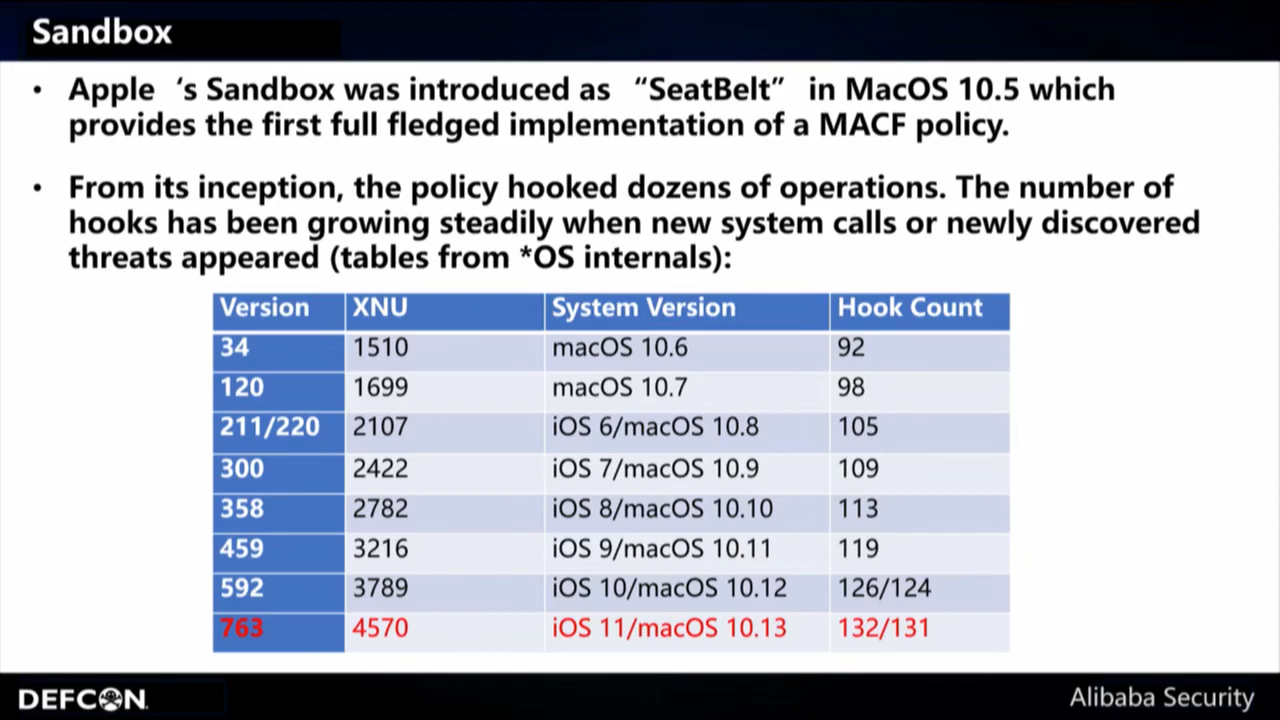 Sandbox
• Apple ‘s Sandbox was introduced as “SeatBelt” in MacOS 10.5 which
provides the first full fledged implementation of a MACF policy.
• From its inception, the policy hooked dozens of operations. The number of
hooks has been growing steadily when new system calls or newly discovered
threats appeared (tables from *OS internals):
Version XNU System Version Hook Count
34 1510 macOS 10.6 92
120 1699 macOS 10.7 98
211/220 2107 iOS 6/macOS 10.8 105
300 2422 iOS 7/macOS 10.9 109
358 2782 iOS 8/macOS 10.10 113
459 3216 iOS 9/macOS 10.11 119
592 3789 iOS 10/macOS 10.12 126/124
763 4570 iOS 11/macOS 10.13 132/131
DEFCON Alibaba Security